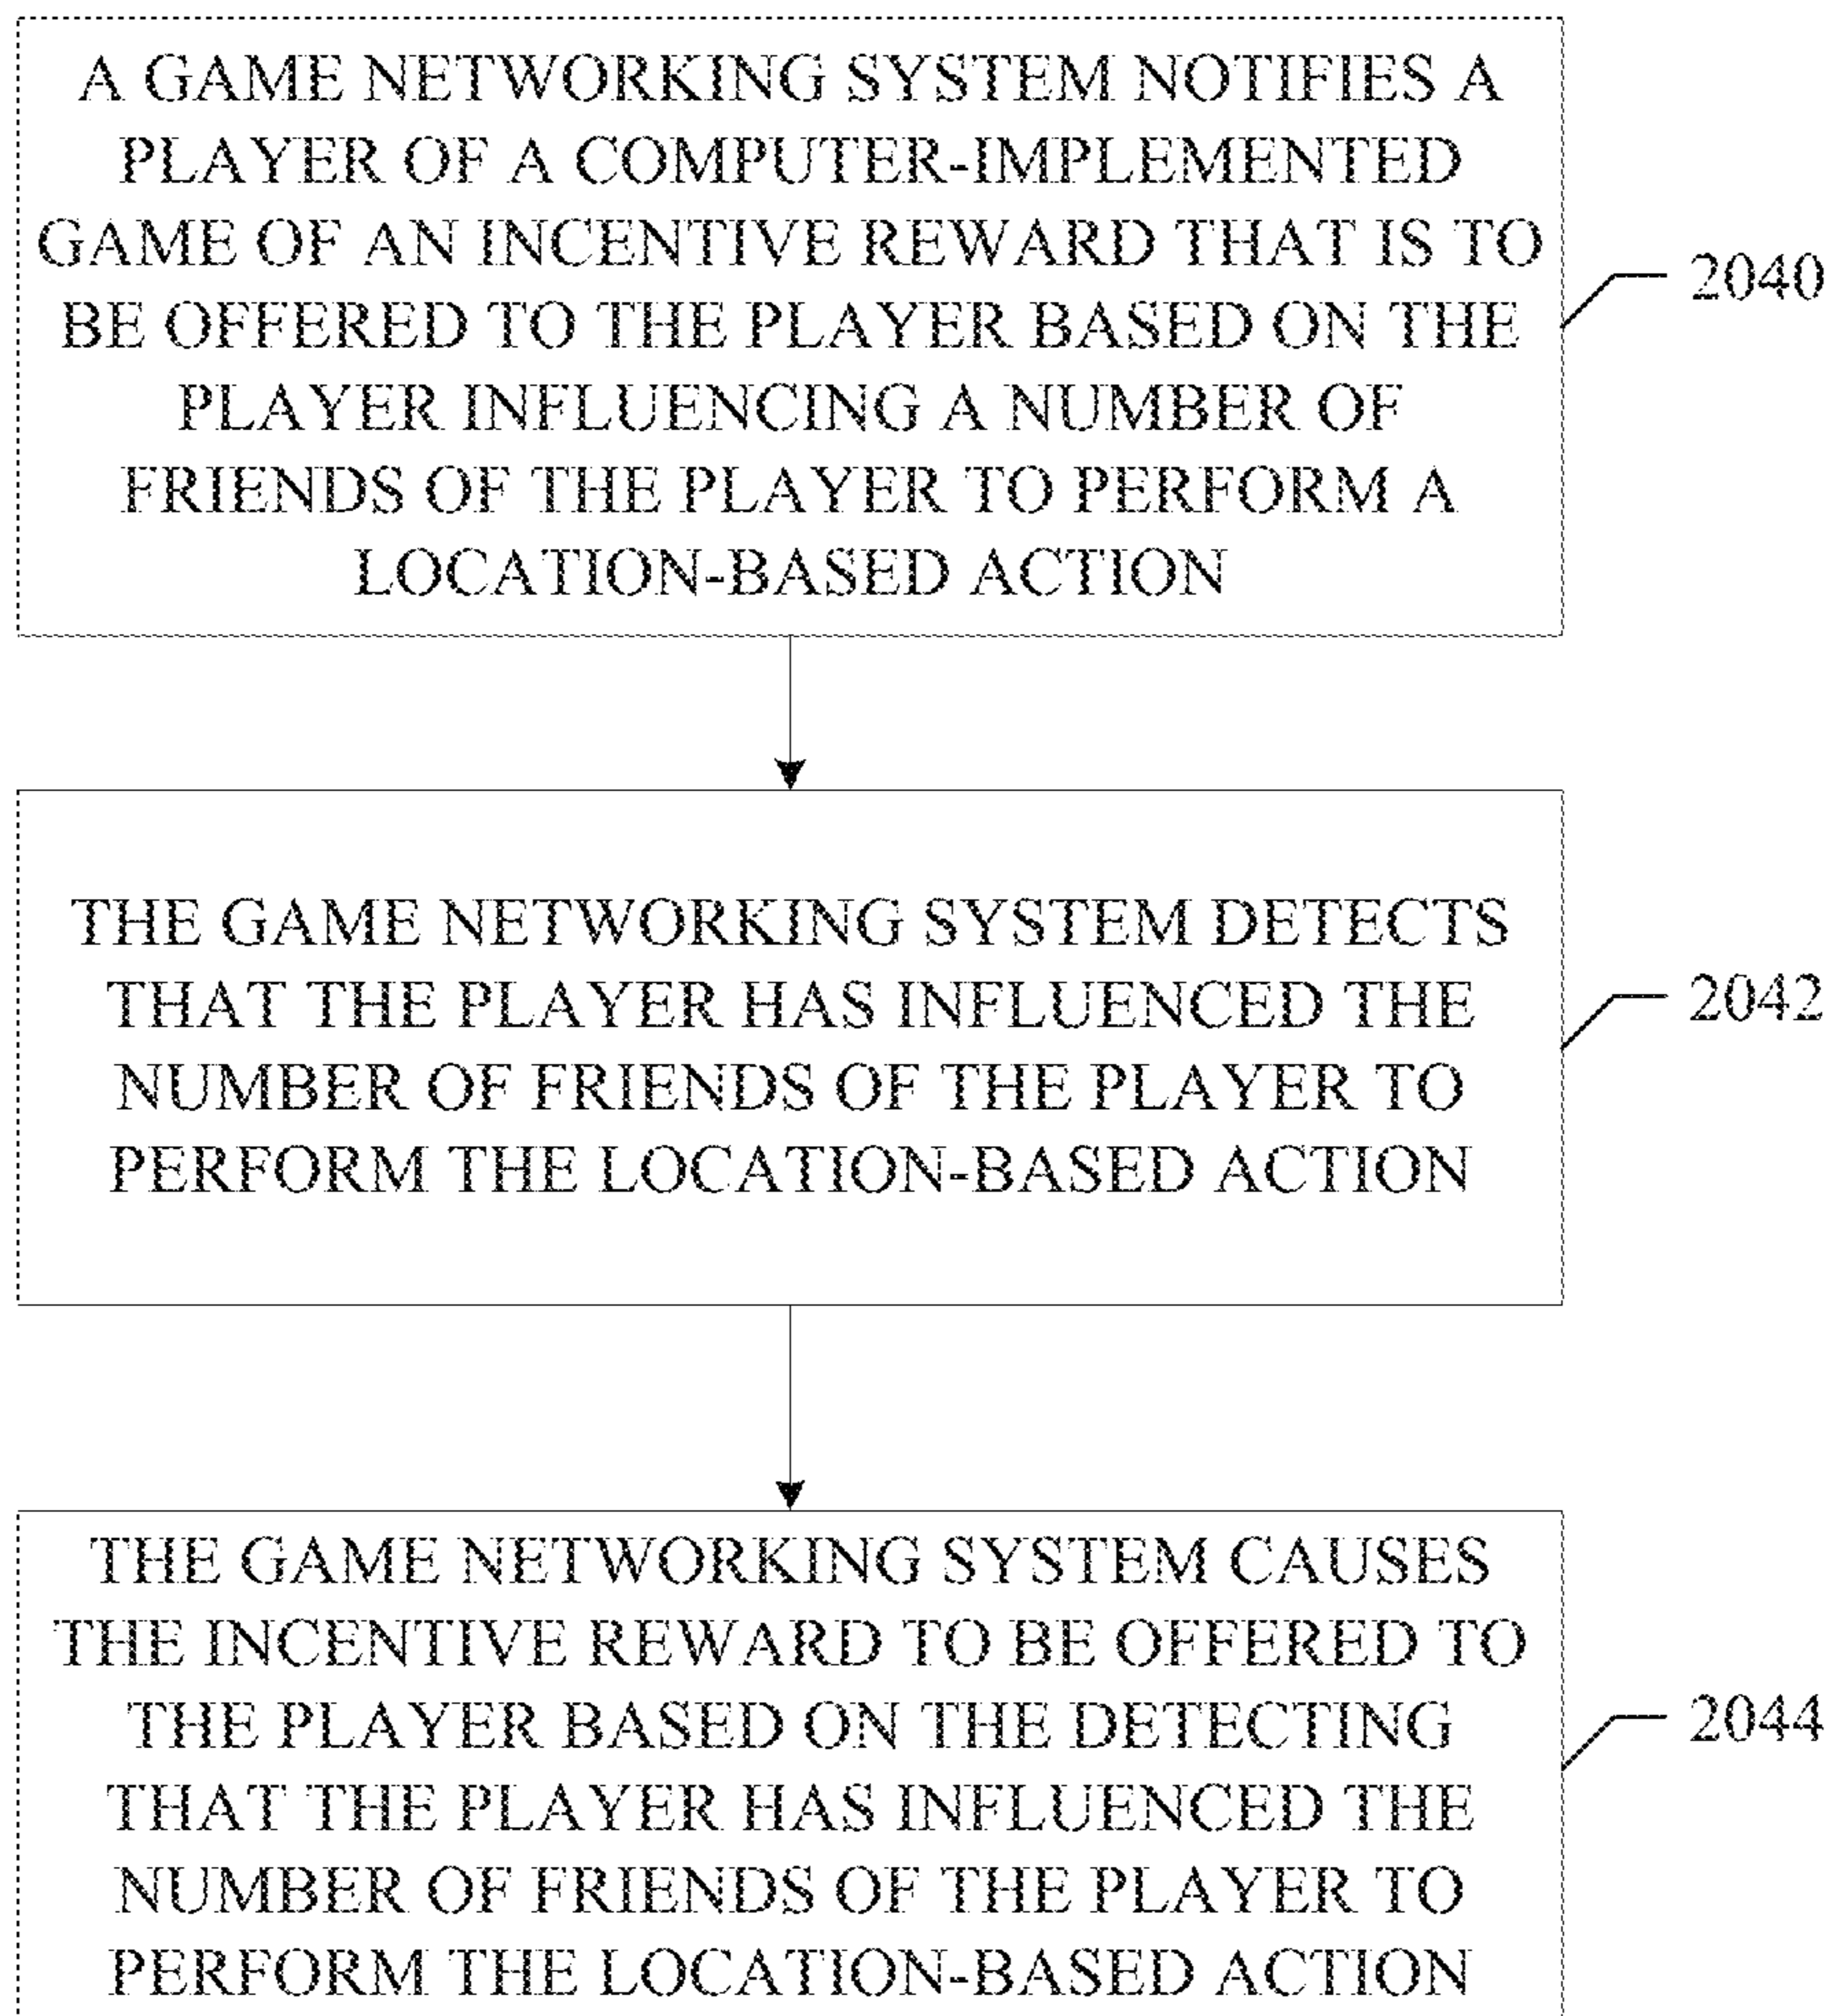 A GAME NETWORKING SYSTEM NOTIFIES A
PLAYER OF A COMPUTER-IMPLEMENTED
GAME OF AN INCENTIVE REWARD THAT IS TO
BE OFFERED TO THE PLAYER BASED ON THE
PLAYER INFLUENCING A NUMBER OF
FRIENDS OF THE PLAYER TO PERFORM A
LOCATION-BASED ACTION
2040
THE GAME NETWORKING SYSTEM DETECTS
THAT THE PLAYER HAS INFLUENCED THE
NUMBER OF FRIENDS OF THE PLAYER TO
PERFORM THE LOCATION-BASED ACTION
2042
THE GAME NETWORKING SYSTEM CAUSES
THE INCENTIVE REWARD TO BE OFFERED TO
THE PLAYER BASED ON THE DETECTING
THAT THE PLAYER HAS INFLUENCED THE
NUMBER OF FRIENDS OF THE PLAYER TO
PERFORM THE LOCATION-BASED ACTION
2044